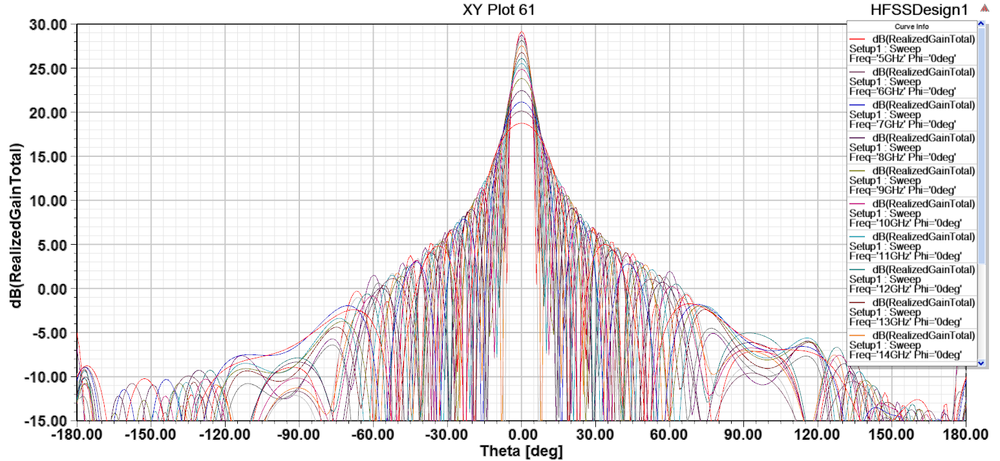 XY Plot 61
HFSSDesign1
30.00
25.00
20.00
15.00
10.00
5.00
0.00
-5.00
-10.00
-15.00
dB(RealizedGainTotal)
-180.00 -150.00 -120.00 -90.00 -60.00 -30.00 0.00 30.00 60.00 90.00 120.00 150.00 180.00
Theta [deg]
Curve Info
dB(RealizedGainTotal)
Setup1 : Sweep
Freq='5GHz' Phi='0deg'
dB(RealizedGainTotal)
Setup1 : Sweep
Freq='6GHz' Phi='0deg'
dB(RealizedGainTotal)
Setup1 : Sweep
Freq='7GHz' Phi='0deg'
dB(RealizedGainTotal)
Setup1 : Sweep
Freq='8GHz' Phi='0deg'
dB(RealizedGainTotal)
Setup1 : Sweep
Freq='9GHz' Phi='0deg'
dB(RealizedGainTotal)
Setup1 : Sweep
Freq='10GHz' Phi='0deg'
dB(RealizedGainTotal)
Setup1 : Sweep
Freq='11GHz' Phi='0deg'
dB(RealizedGainTotal)
Setup1 : Sweep
Freq='12GHz' Phi='0deg'
dB(RealizedGainTotal)
Setup1 : Sweep
Freq='13GHz' Phi='0deg'
dB(RealizedGainTotal)
Setup1 : Sweep
Freq='14GHz' Phi='0deg'